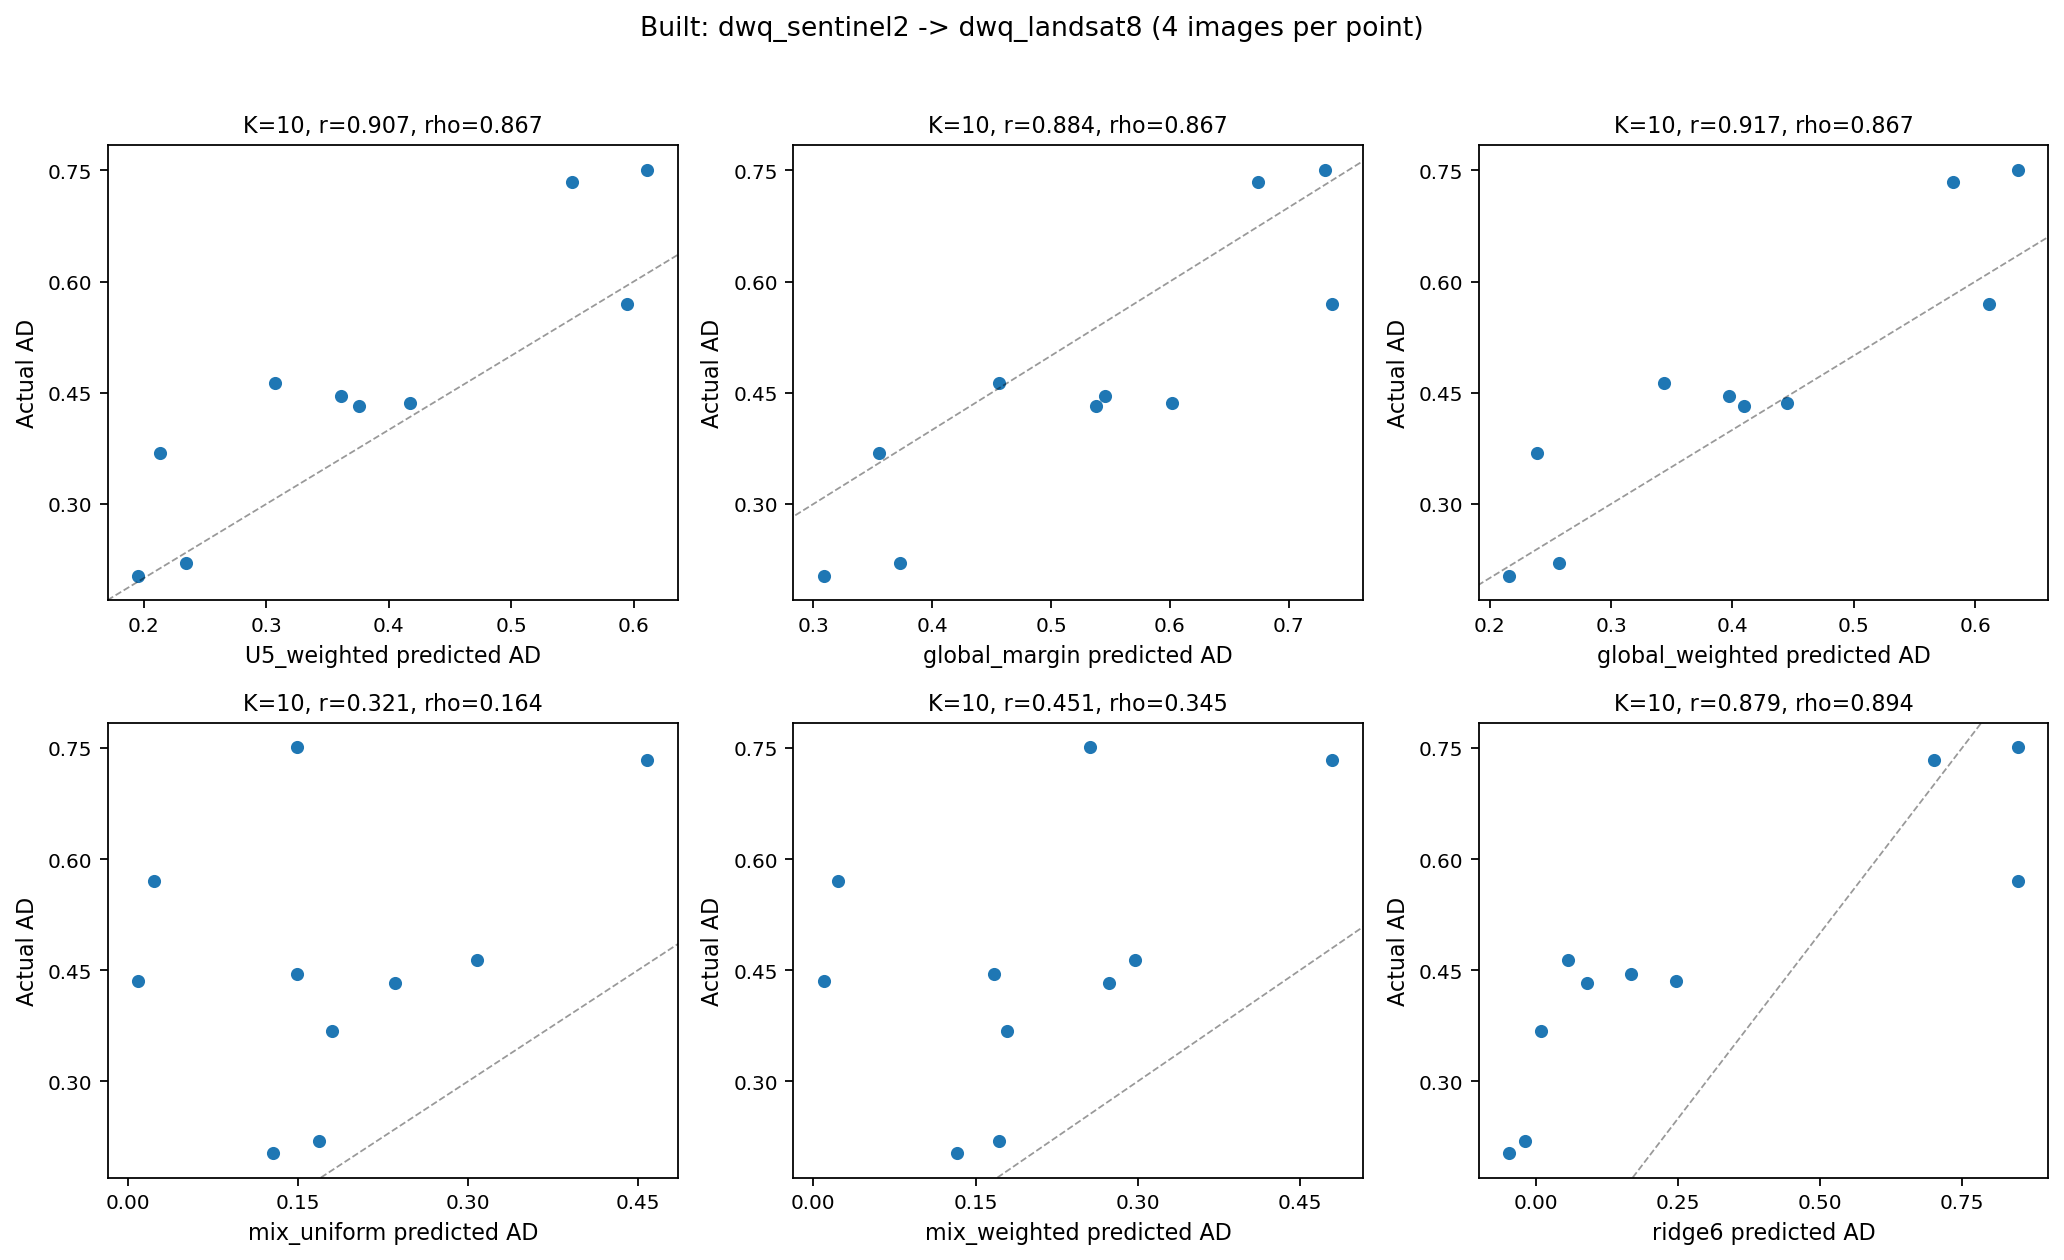 Built: dwq_sentinel2 -> dwq_landsat8 (4 images per point)
K=10, r=0.907, rho=0.867
0.75
0.60
0.45
0.30
Actual AD
0.2 0.3 0.4 0.5 0.6
U5_weighted predicted AD
K=10, r=0.884, rho=0.867
0.75
0.60
0.45
0.30
Actual AD
0.3 0.4 0.5 0.6 0.7
global_margin predicted AD
K=10, r=0.917, rho=0.867
0.75
0.60
0.45
0.30
Actual AD
0.2 0.3 0.4 0.5 0.6
global_weighted predicted AD
K=10, r=0.321, rho=0.164
0.75
0.60
0.45
0.30
Actual AD
0.00 0.15 0.30 0.45
mix_uniform predicted AD
K=10, r=0.451, rho=0.345
0.75
0.60
0.45
0.30
Actual AD
0.00 0.15 0.30 0.45
mix_weighted predicted AD
K=10, r=0.879, rho=0.894
0.75
0.60
0.45
0.30
Actual AD
0.00 0.25 0.50 0.75
ridge6 predicted AD